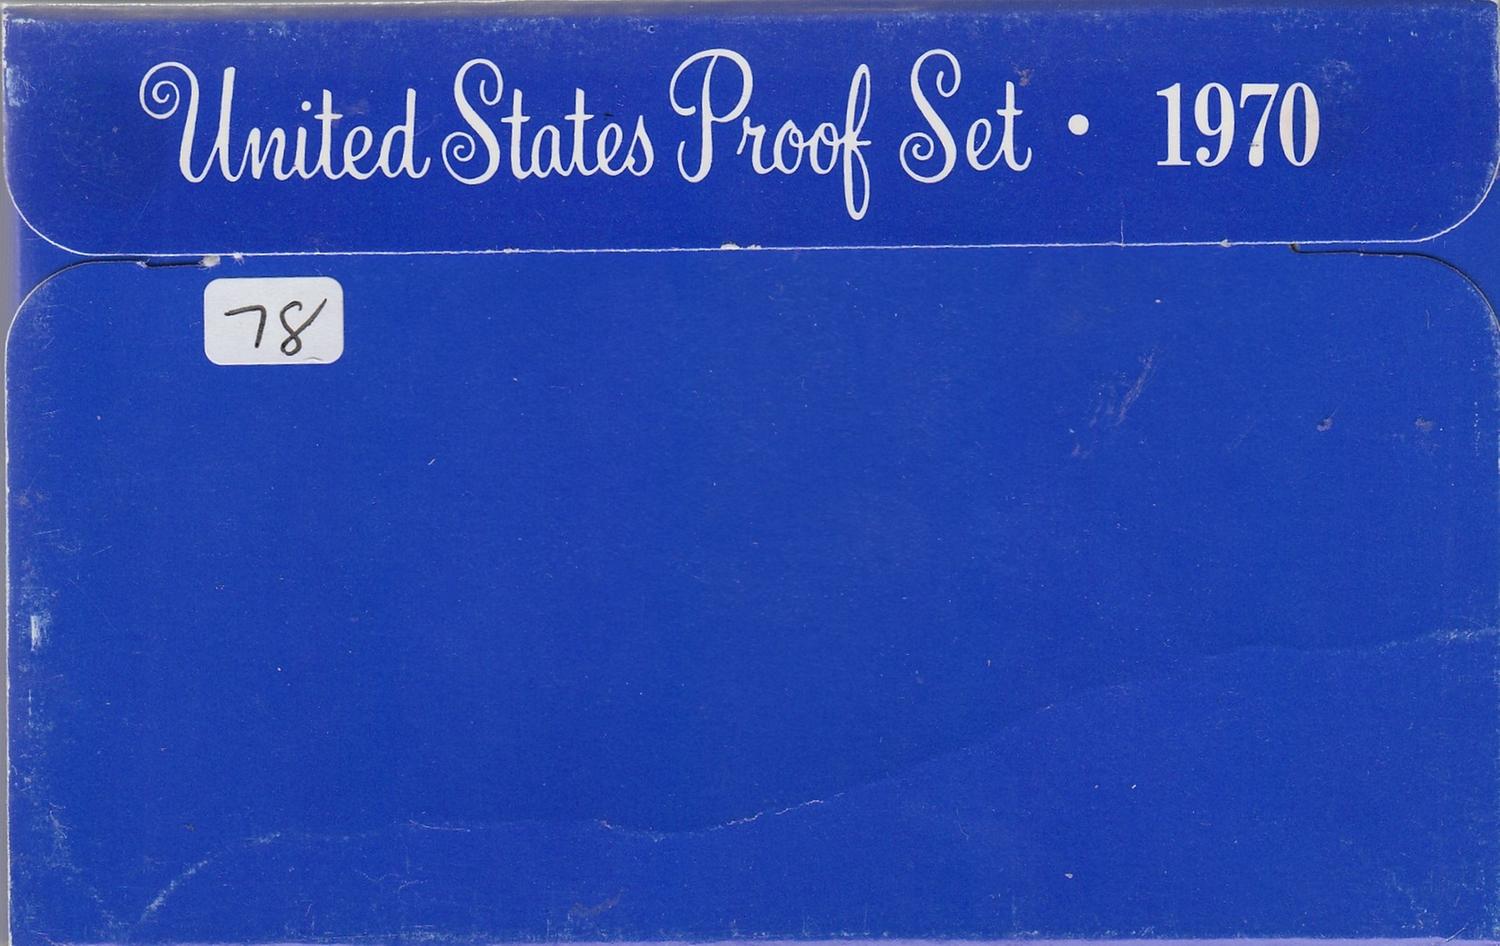 United States Proof Set • 1970
78